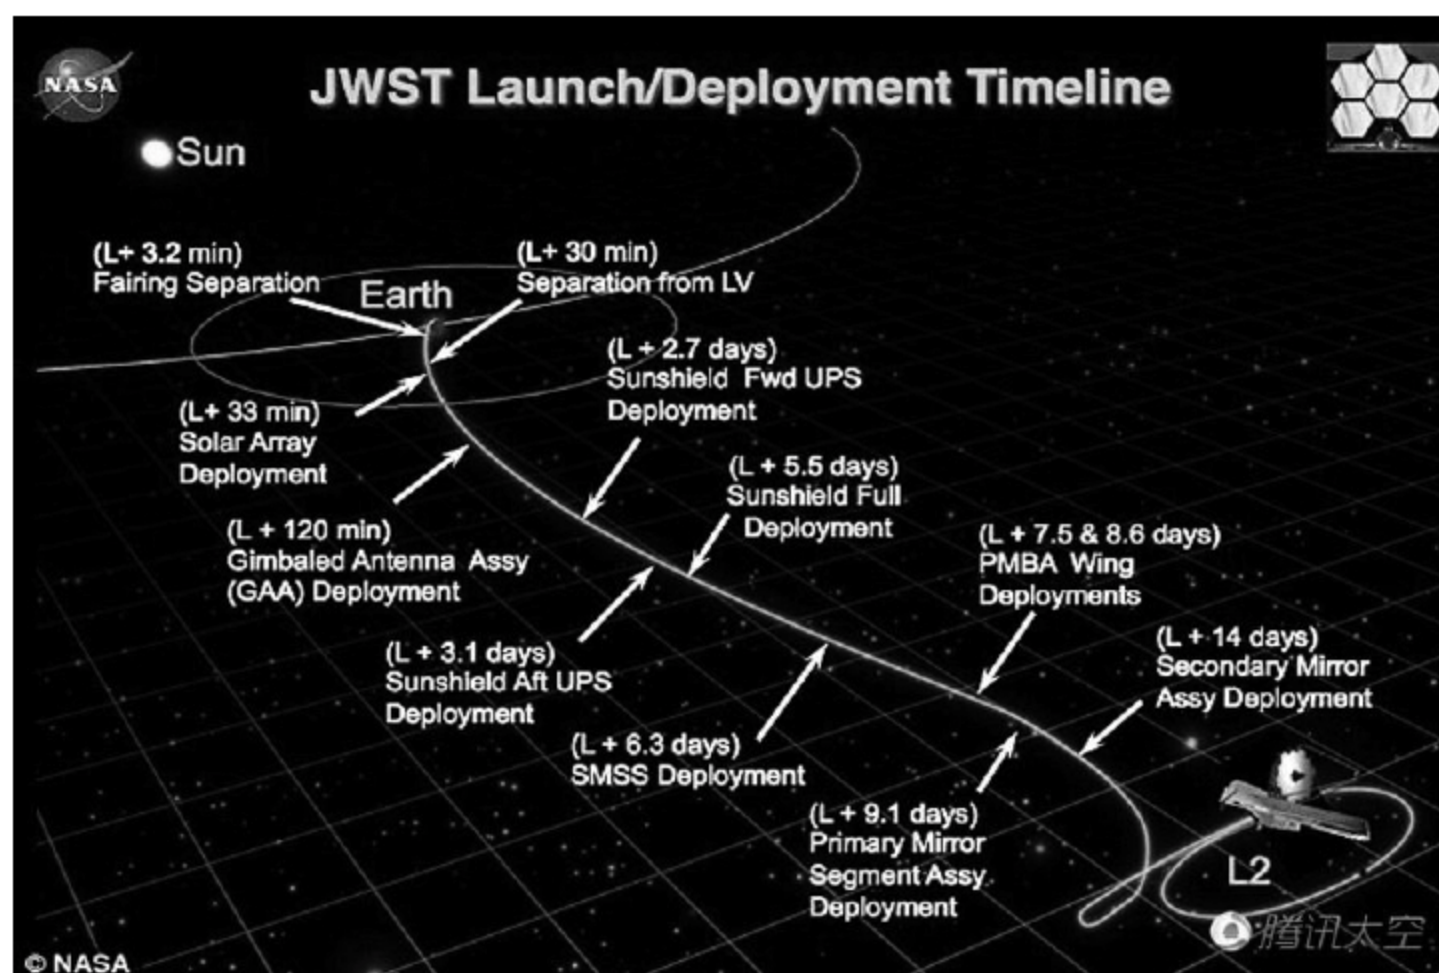 NASA
JWST Launch/Deployment Timeline
Sun
(L+ 3.2 min)
Fairing Separation
Earth
(L+ 30 min)
Separation from LV
(L + 2.7 days)
Sunshield Fwd UPS
Deployment
(L+ 33 min)
Solar Array
Deployment
(L + 5.5 days)
Sunshield Full
Deployment
(L + 120 min)
Gimbaled Antenna Assy
(GAA) Deployment
(L + 7.5 & 8.6 days)
PMBA Wing
Deployments
(L + 3.1 days)
Sunshield Aft UPS
Deployment
(L + 14 days)
Secondary Mirror
Assy Deployment
(L + 6.3 days)
SMSS Deployment
(L + 9.1 days)
Primary Mirror
Segment Assy
Deployment
L2
腾讯太空
© NASA